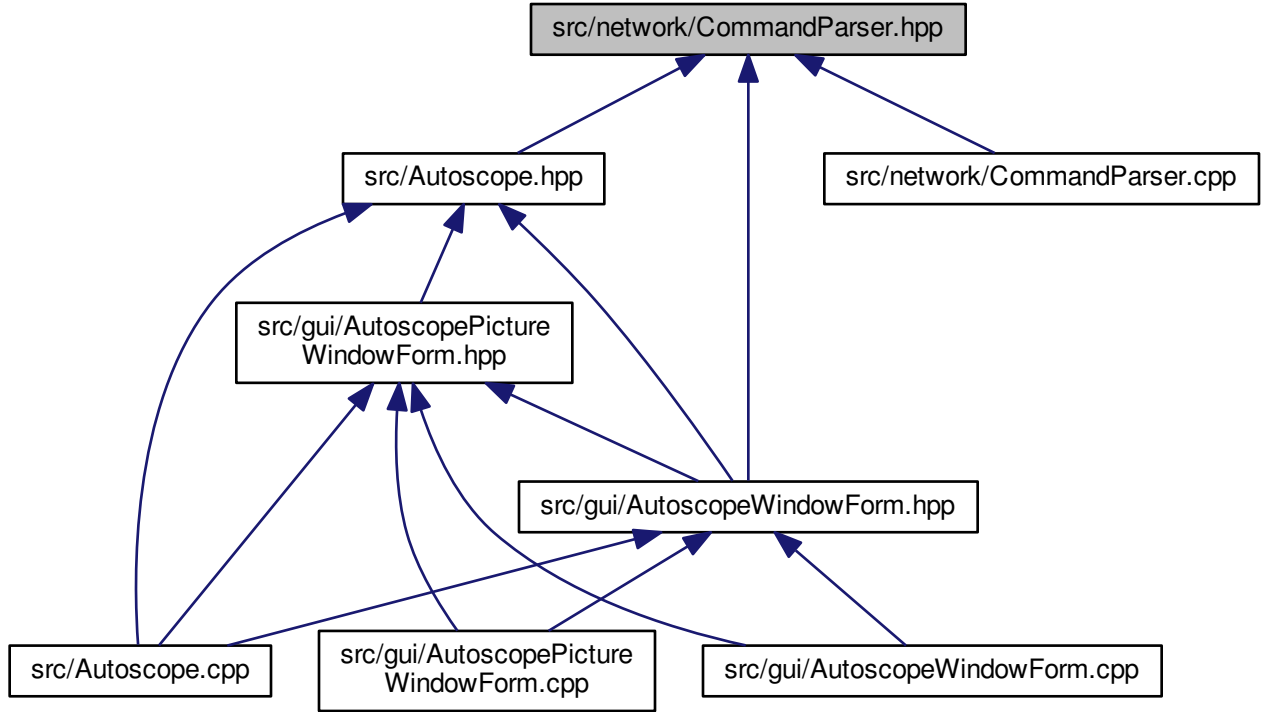 src/network/CommandParser.hpp
src/Autoscope.hpp
src/network/CommandParser.cpp
src/gui/AutoscopePicture
WindowForm.hpp
src/gui/AutoscopeWindowForm.hpp
src/Autoscope.cpp
src/gui/AutoscopePicture
WindowForm.cpp
src/gui/AutoscopeWindowForm.cpp